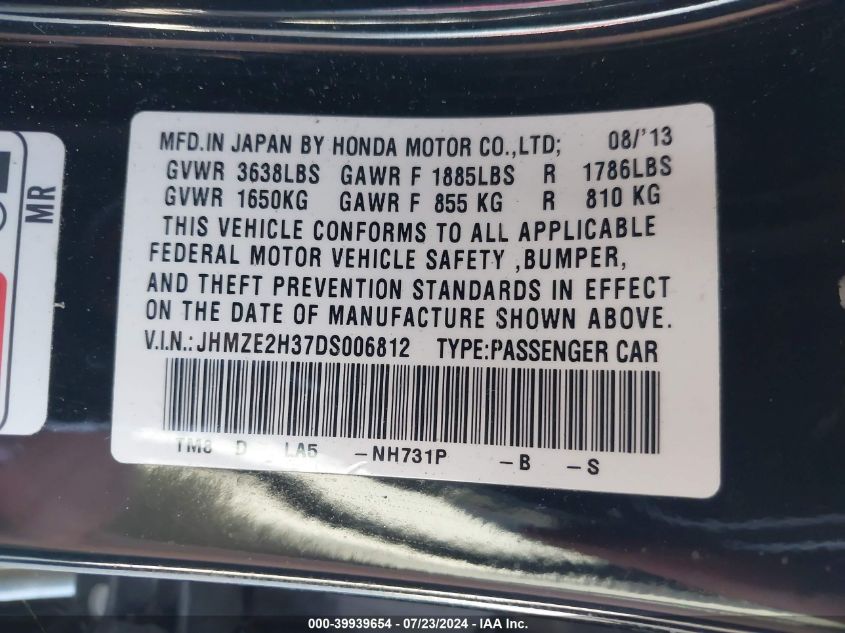 MFD.IN JAPAN BY HONDA MOTOR CO.,LTD; 08/'13
GVWR 3638LBS GAWR F 1885LBS R 1786LBS
GVWR 1650KG GAWR F 855 KG R 810 KG
THIS VEHICLE CONFORMS TO ALL APPLICABLE
FEDERAL MOTOR VEHICLE SAFETY ,BUMPER,
AND THEFT PREVENTION STANDARDS IN EFFECT
ON THE DATE OF MANUFACTURE SHOWN ABOVE.
V.I.N.: JHMZE2H37DS006812 TYPE:PASSENGER CAR
TM8 D LA5 -NH731P -B -S
MR
000-39939654 / 07/23/2024 - IAA Inc.